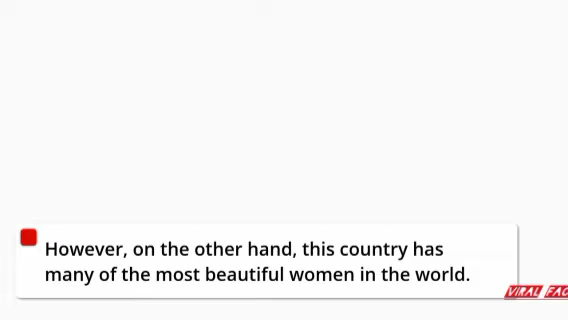 However, on the other hand, this country has
many of the most beautiful women in the world.
VIRAL